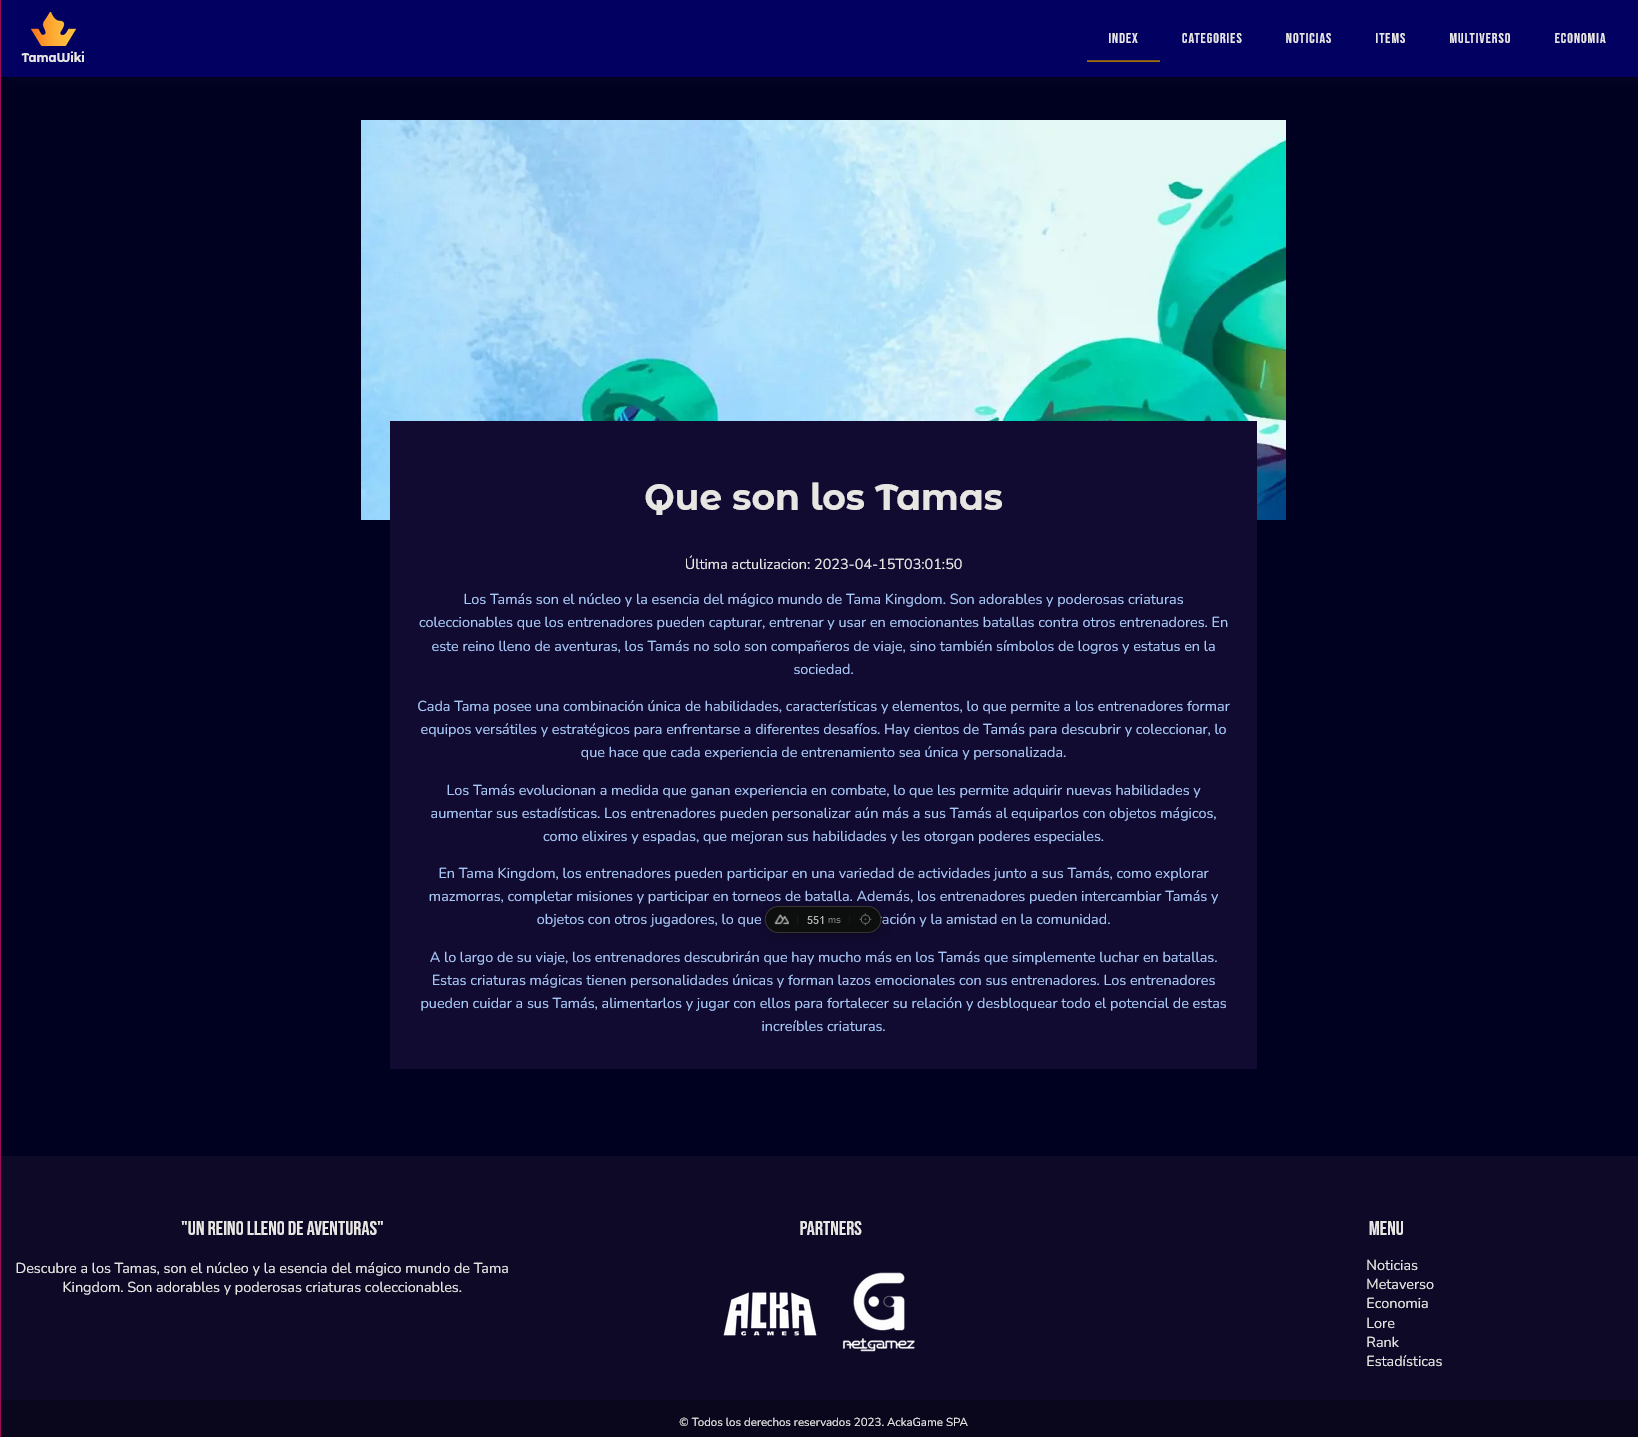 TamaWiki
INDEX CATEGORIES NOTICIAS ITEMS MULTIVERSO ECONOMIA
Que son los Tamas
Última actulizacion: 2023-04-15T03:01:50
Los Tamás son el núcleo y la esencia del mágico mundo de Tama Kingdom. Son adorables y poderosas criaturas
coleccionables que los entrenadores pueden capturar, entrenar y usar en emocionantes batallas contra otros entrenadores. En
este reino lleno de aventuras, los Tamás no solo son compañeros de viaje, sino también símbolos de logros y estatus en la
sociedad.
Cada Tama posee una combinación única de habilidades, características y elementos, lo que permite a los entrenadores formar
equipos versátiles y estratégicos para enfrentarse a diferentes desafíos. Hay cientos de Tamás para descubrir y coleccionar, lo
que hace que cada experiencia de entrenamiento sea única y personalizada.
Los Tamás evolucionan a medida que ganan experiencia en combate, lo que les permite adquirir nuevas habilidades y
aumentar sus estadísticas. Los entrenadores pueden personalizar aún más a sus Tamás al equiparlos con objetos mágicos,
como elixires y espadas, que mejoran sus habilidades y les otorgan poderes especiales.
En Tama Kingdom, los entrenadores pueden participar en una variedad de actividades junto a sus Tamás, como explorar
mazmorras, completar misiones y participar en torneos de batalla. Además, los entrenadores pueden intercambiar Tamás y
objetos con otros jugadores, lo que 551 ms ación y la amistad en la comunidad.
A lo largo de su viaje, los entrenadores descubrirán que hay mucho más en los Tamás que simplemente luchar en batallas.
Estas criaturas mágicas tienen personalidades únicas y forman lazos emocionales con sus entrenadores. Los entrenadores
pueden cuidar a sus Tamás, alimentarlos y jugar con ellos para fortalecer su relación y desbloquear todo el potencial de estas
increíbles criaturas.
"UN REINO LLENO DE AVENTURAS"
Descubre a los Tamas, son el núcleo y la esencia del mágico mundo de Tama
Kingdom. Son adorables y poderosas criaturas coleccionables.
PARTNERS
ACKA
GAMES
netgamez
MENU
Noticias
Metaverso
Economia
Lore
Rank
Estadísticas
© Todos los derechos reservados 2023. AckaGame SPA